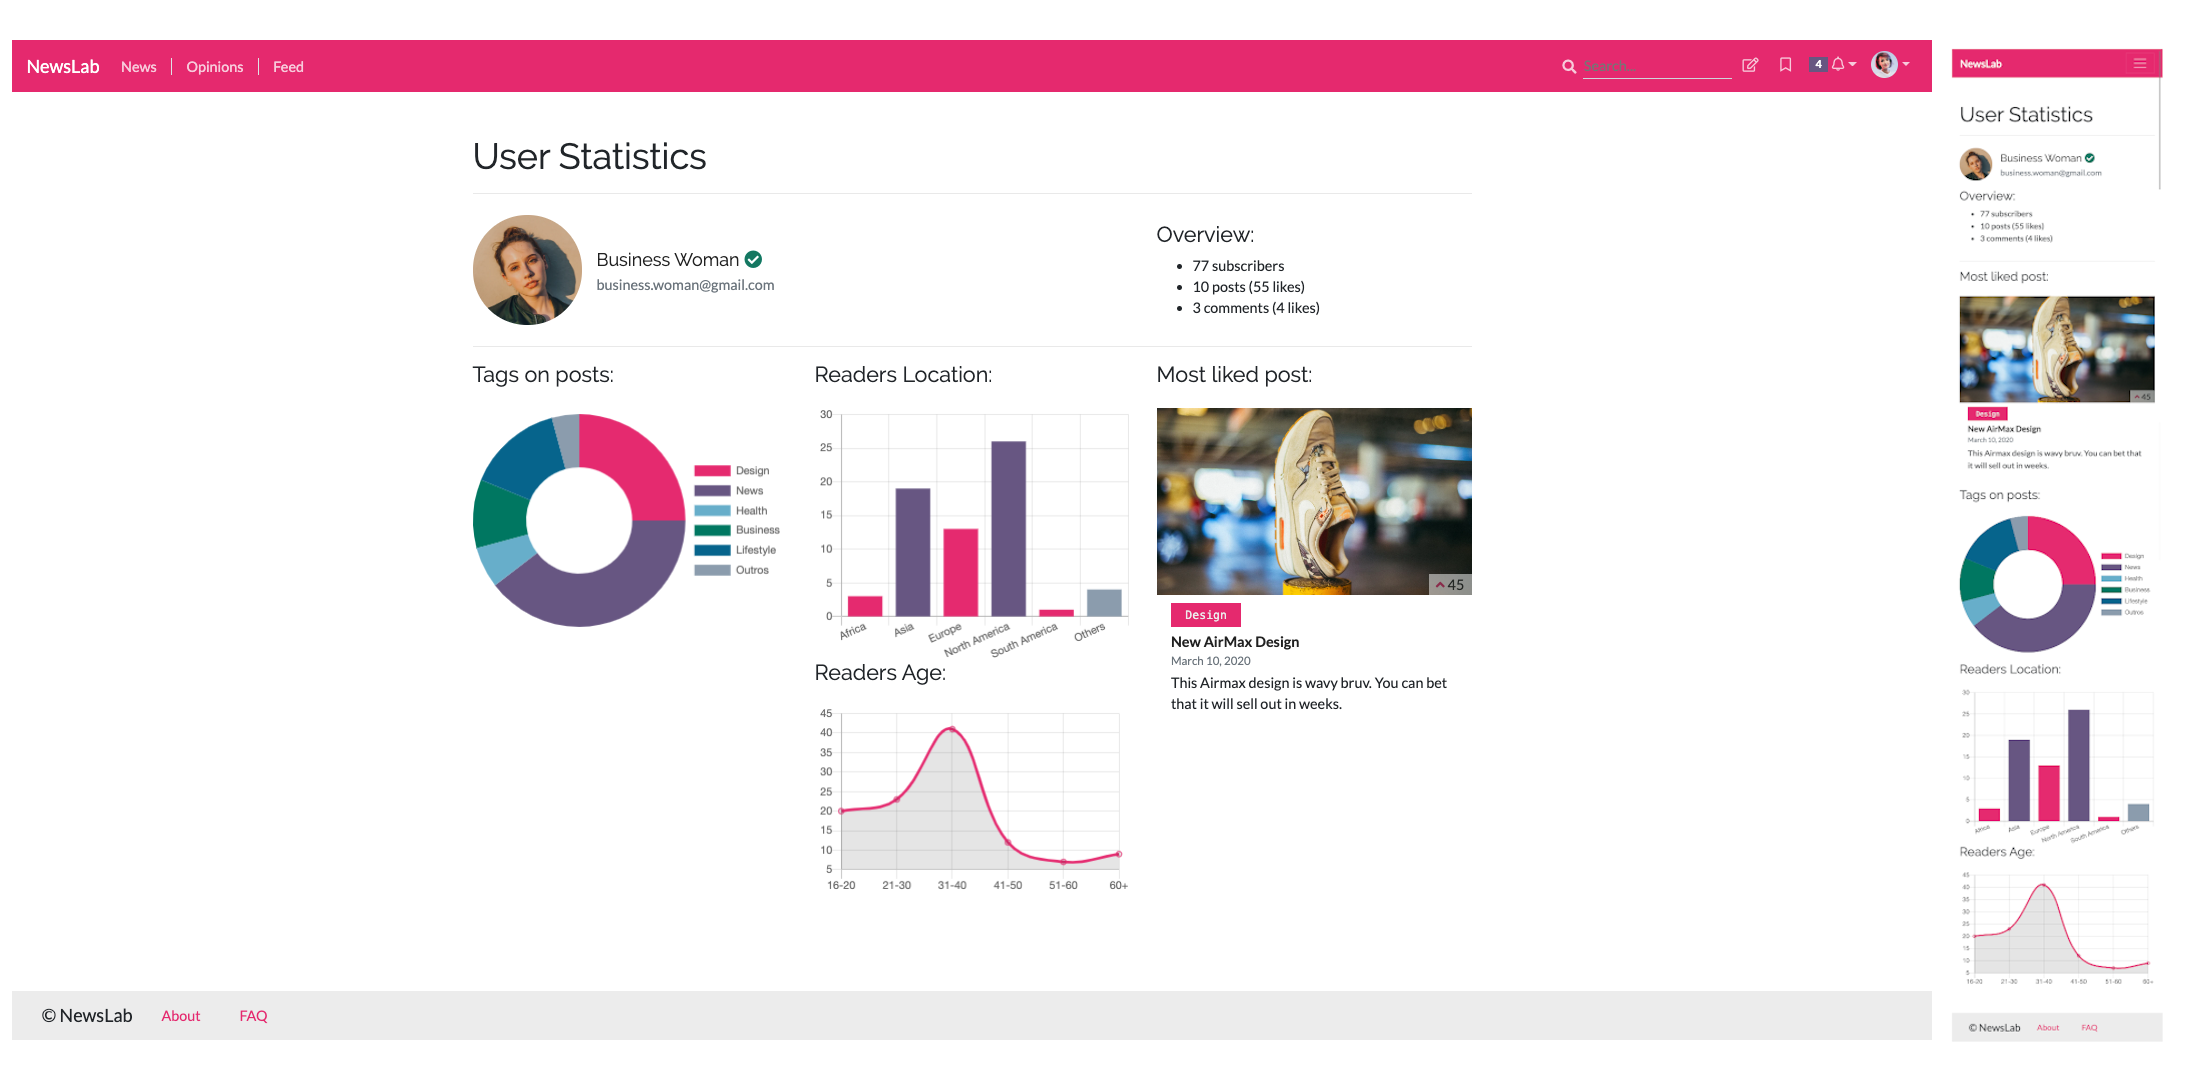 NewsLab News Opinions Feed Search... 4
User Statistics
Business Woman
business.woman@gmail.com
Overview:
77 subscribers
10 posts (55 likes)
3 comments (4 likes)
Tags on posts:
Design
News
Health
Business
Lifestyle
Outros
Readers Location:
30
25
20
15
10
5
0
Africa Asia Europe North America South America Others
Readers Age:
45
40
35
30
25
20
15
10
5
16-20 21-30 31-40 41-50 51-60 60+
Most liked post:
45
Design
New AirMax Design
March 10, 2020
This Airmax design is wavy bruv. You can bet
that it will sell out in weeks.
© NewsLab About FAQ
NewsLab
User Statistics
Business Woman
business.woman@gmail.com
Overview:
77 subscribers
10 posts (55 likes)
3 comments (4 likes)
Most liked post:
45
Design
New AirMax Design
March 10, 2020
This Airmax design is wavy bruv. You can bet that
it will sell out in weeks.
Tags on posts:
Design
News
Health
Business
Lifestyle
Outros
Readers Location:
30
25
20
15
10
5
0
Africa Asia Europe North America South America Others
Readers Age:
45
40
35
30
25
20
15
10
5
16-20 21-30 31-40 41-50 51-60 60+
© NewsLab About FAQ